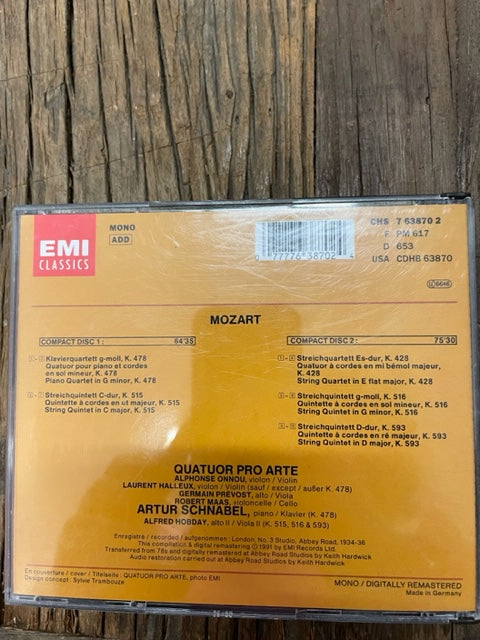 EMI
CLASSICS
MONO
ADD
CHS 7 63870 2
F PM 617
D 653
USA CDHB 63870
0 77776 38702 4
MOZART
COMPACT DISC 1 : 64'35
Klavierquartett g-moll, K. 478
Quatuor pour piano et cordes
en sol mineur, K. 478
Piano Quartet in G minor, K. 478
Streichquintett C-dur, K. 515
Quintette à cordes en ut majeur, K. 515
String Quintet in C major, K. 515
COMPACT DISC 2 : 75'30
Streichquartett Es-dur, K. 428
Quatuor à cordes en mi bémol majeur,
K. 428
String Quartet in E flat major, K. 428
Streichquintett g-moll, K. 516
Quintette à cordes en sol mineur, K. 516
String Quintet in G minor, K. 516
Streichquintett D-dur, K. 593
Quintette à cordes en ré majeur, K. 593
String Quintet in D major, K. 593
QUATUOR PRO ARTE
ALPHONSE ONNOU, violon / Violin
LAURENT HALLEUX, violon / Violin (sauf / except / außer K. 478)
GERMAIN PRÉVOST, alto / Viola
ROBERT MAAS, violoncelle / Cello
ARTUR SCHNABEL, piano / Klavier (K. 478)
ALFRED HOBDAY, alto II / Viola II (K. 515, 516 & 593)
Enregistré / recorded / aufgenommen : London, No. 3 Studio, Abbey Road, 1934-36
This compilation & digital remastering ℗ 1991 by EMI Records Ltd.
Transferred from 78s and digitally remastered at Abbey Road Studios by Keith Hardwick
Audio restoration carried out at Abbey Road Studios by Keith Hardwick
En couverture / cover / Titelseite : QUATUOR PRO ARTE, photo EMI
Design concept : Sylvie Trambouze
MONO / DIGITALLY REMASTERED
Made in Germany